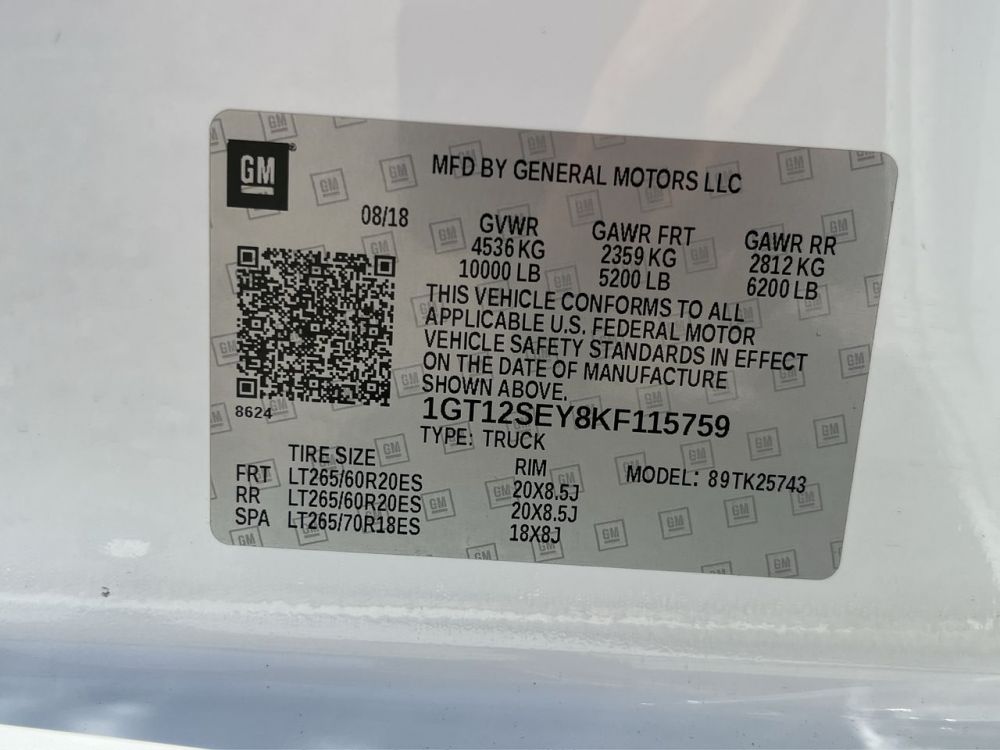 GM
MFD BY GENERAL MOTORS LLC
08/18
GVWR
4536 KG
10000 LB
GAWR FRT
2359 KG
5200 LB
GAWR RR
2812 KG
6200 LB
THIS VEHICLE CONFORMS TO ALL
APPLICABLE U.S. FEDERAL MOTOR
VEHICLE SAFETY STANDARDS IN EFFECT
ON THE DATE OF MANUFACTURE
SHOWN ABOVE.
8624
1GT12SEY8KF115759
TYPE: TRUCK
MODEL: 89TK25743
TIRE SIZE RIM
FRT LT265/60R20ES 20X8.5J
RR LT265/60R20ES 20X8.5J
SPA LT265/70R18ES 18X8J